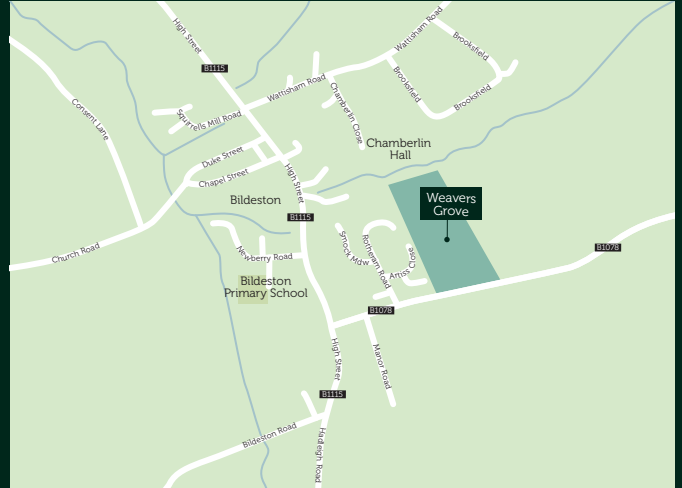 High Street
Wattisham Road
Brooksfield
B1115
Brooksfield
Wattisham Road
Brooksfield
Consent Lane
Squirrells Mill Road
Chamberlin Close
Chamberlin
Hall
Duke Street
Chapel Street
High Street
Bildeston
Weavers
Grove
B1115
Church Road
Newberry Road
Smock Mdw
Rotheram Road
Artiss Close
B1078
Bildeston
Primary School
B1078
High Street
Manor Road
B1115
Bildeston Road
Hadleigh Road